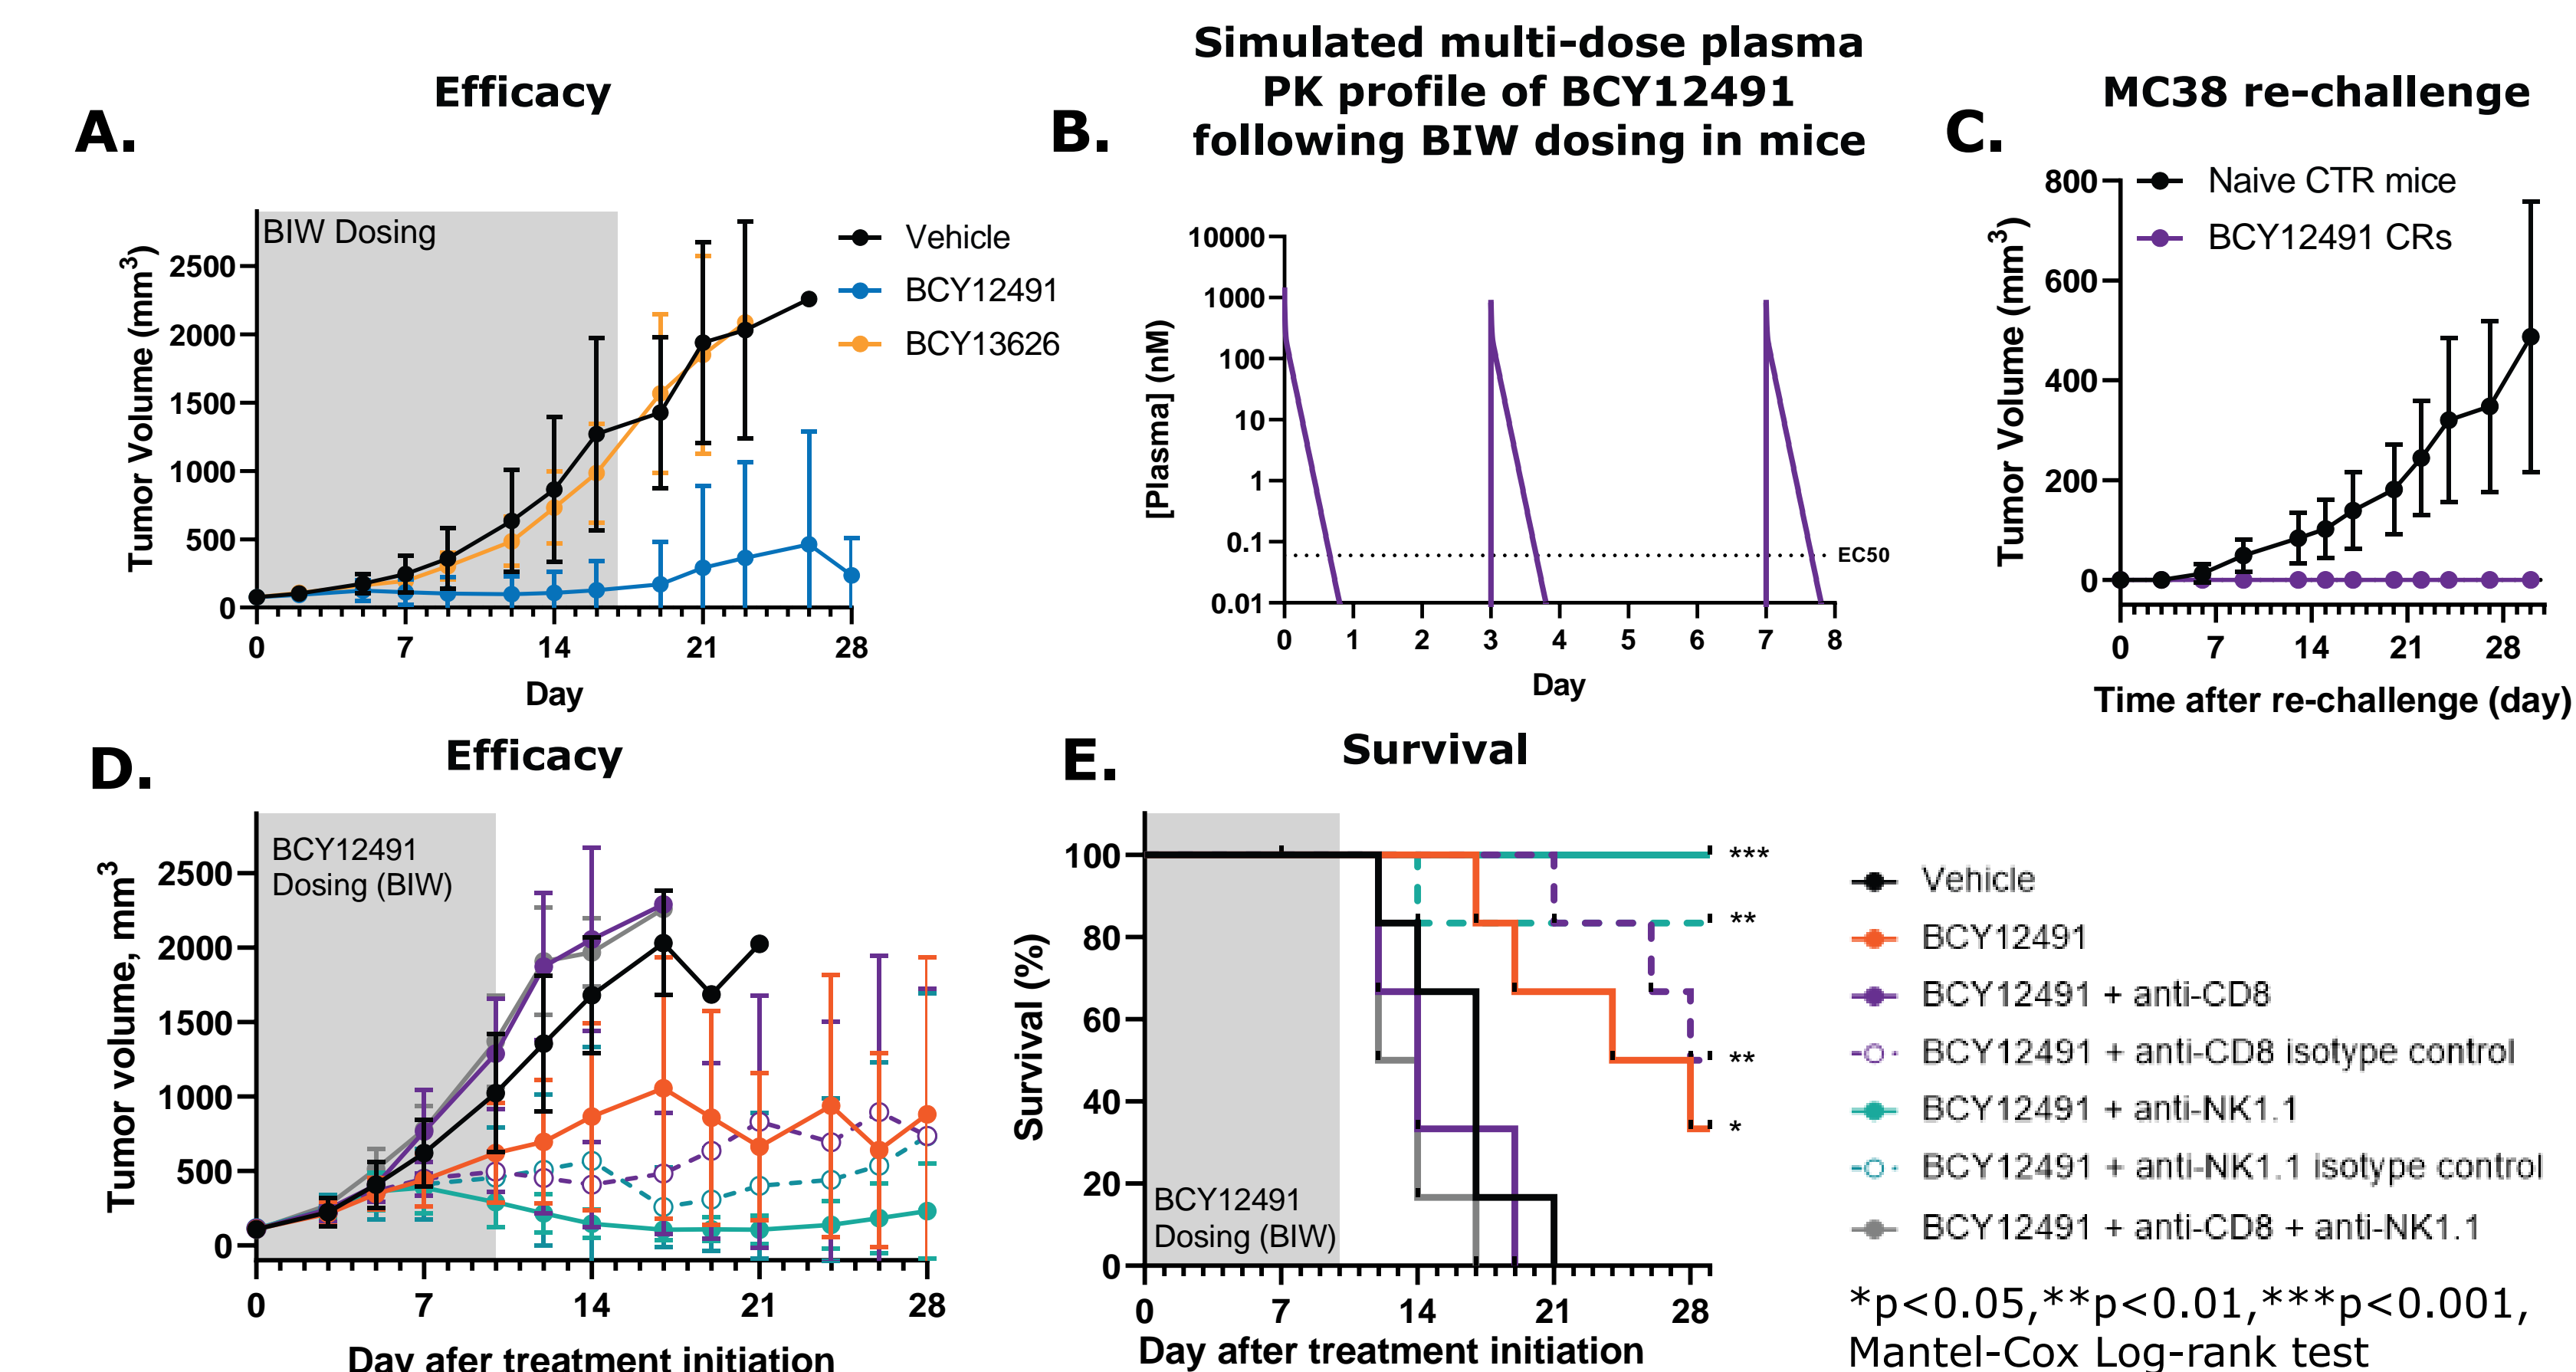 A.
Efficacy
BIW Dosing
Tumor Volume (mm³)
2500
2000
1500
1000
500
0
0 7 14 21 28
Day
Vehicle
BCY12491
BCY13626
B.
Simulated multi-dose plasma
PK profile of BCY12491
following BIW dosing in mice
[Plasma] (nM)
10000
1000
100
10
1
0.1
0.01
EC50
0 1 2 3 4 5 6 7 8
Day
C.
MC38 re-challenge
Naive CTR mice
BCY12491 CRs
Tumor Volume (mm³)
800
600
400
200
0
0 7 14 21 28
Time after re-challenge (day)
D.
Efficacy
BCY12491
Dosing (BIW)
Tumor volume, mm³
2500
2000
1500
1000
500
0
0 7 14 21 28
Day afer treatment initiation
E.
Survival
Survival (%)
100
80
60
40
20
0
BCY12491
Dosing (BIW)
***
**
**
*
0 7 14 21 28
Day after treatment initiation
Vehicle
BCY12491
BCY12491 + anti-CD8
BCY12491 + anti-CD8 isotype control
BCY12491 + anti-NK1.1
BCY12491 + anti-NK1.1 isotype control
BCY12491 + anti-CD8 + anti-NK1.1
*p<0.05,**p<0.01,***p<0.001,
Mantel-Cox Log-rank test